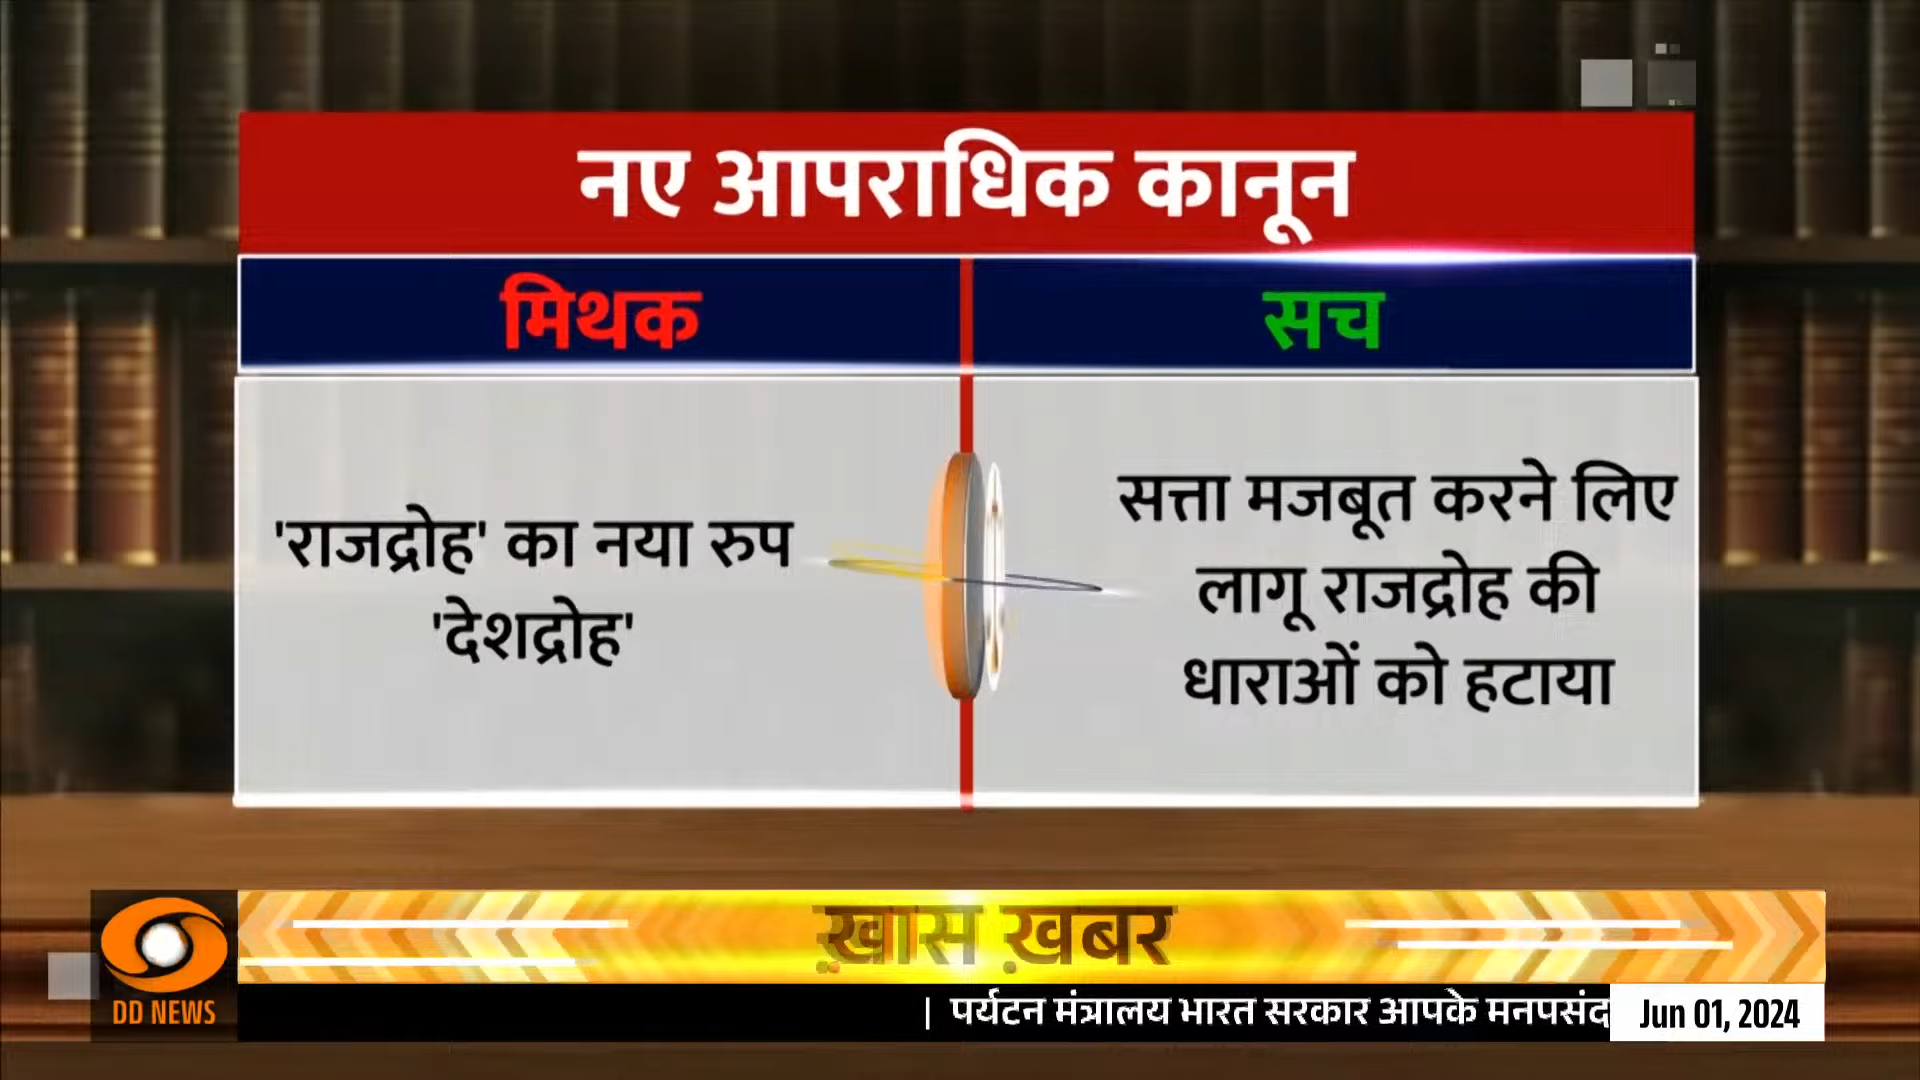 नए आपराधिक कानून
मिथक
सच
'राजद्रोह' का नया रुप
'देशद्रोह'
सत्ता मजबूत करने लिए
लागू राजद्रोह की
धाराओं को हटाया
ख़ास ख़बर
DD NEWS
| पर्यटन मंत्रालय भारत सरकार आपके मनपसंद
Jun 01, 2024